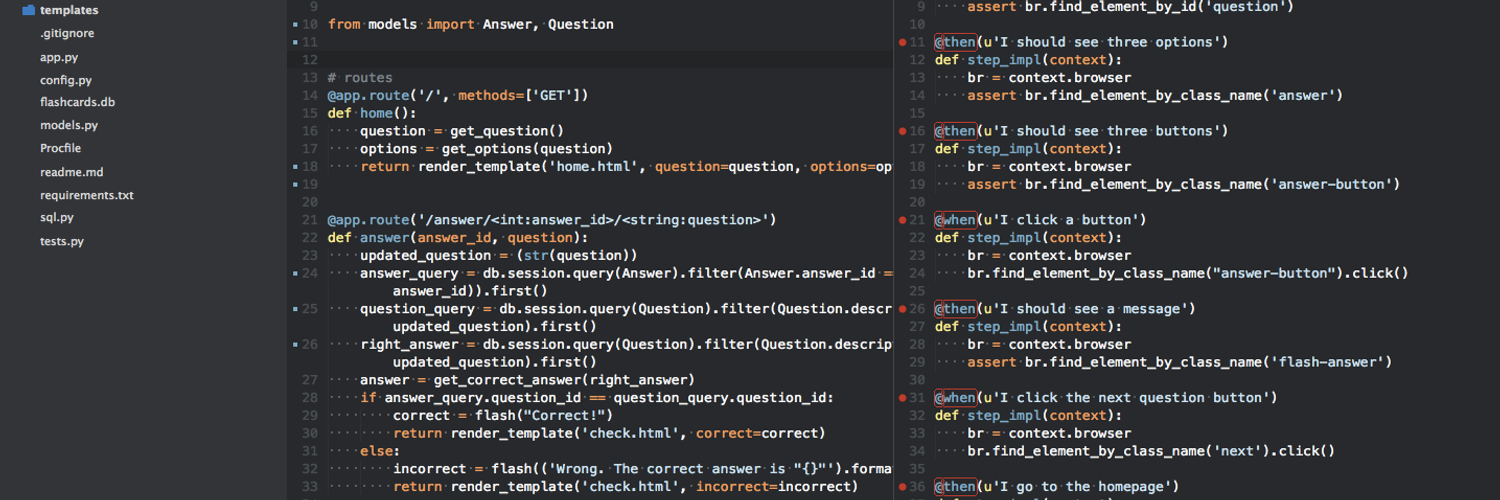 templates
.gitignore
app.py
config.py
flashcards.db
models.py
Procfile
readme.md
requirements.txt
sql.py
tests.py
9
10 from models import Answer, Question
11
12
13 # routes
14 @app.route('/', methods=['GET'])
15 def home():
16 question = get_question()
17 options = get_options(question)
18 return render_template('home.html', question=question, options=op
19
20
21 @app.route('/answer/<int:answer_id>/<string:question>')
22 def answer(answer_id, question):
23 updated_question = (str(question))
24 answer_query = db.session.query(Answer).filter(Answer.answer_id ==
answer_id)).first()
25 question_query = db.session.query(Question).filter(Question.descr
updated_question).first()
26 right_answer = db.session.query(Question).filter(Question.descrip
updated_question).first()
27 answer = get_correct_answer(right_answer)
28 if answer_query.question_id == question_query.question_id:
29 correct = flash("Correct!")
30 return render_template('check.html', correct=correct)
31 else:
32 incorrect = flash(('Wrong. The correct answer is "{}"').forma
33 return render_template('check.html', incorrect=incorrect)
9 assert br.find_element_by_id('question')
10
11 @then(u'I should see three options')
12 def step_impl(context):
13 br = context.browser
14 assert br.find_element_by_class_name('answer')
15
16 @then(u'I should see three buttons')
17 def step_impl(context):
18 br = context.browser
19 assert br.find_element_by_class_name('answer-button')
20
21 @when(u'I click a button')
22 def step_impl(context):
23 br = context.browser
24 br.find_element_by_class_name("answer-button").click()
25
26 @then(u'I should see a message')
27 def step_impl(context):
28 br = context.browser
29 assert br.find_element_by_class_name('flash-answer')
30
31 @when(u'I click the next question button')
32 def step_impl(context):
33 br = context.browser
34 br.find_element_by_class_name('next').click()
35
36 @then(u'I go to the homepage')